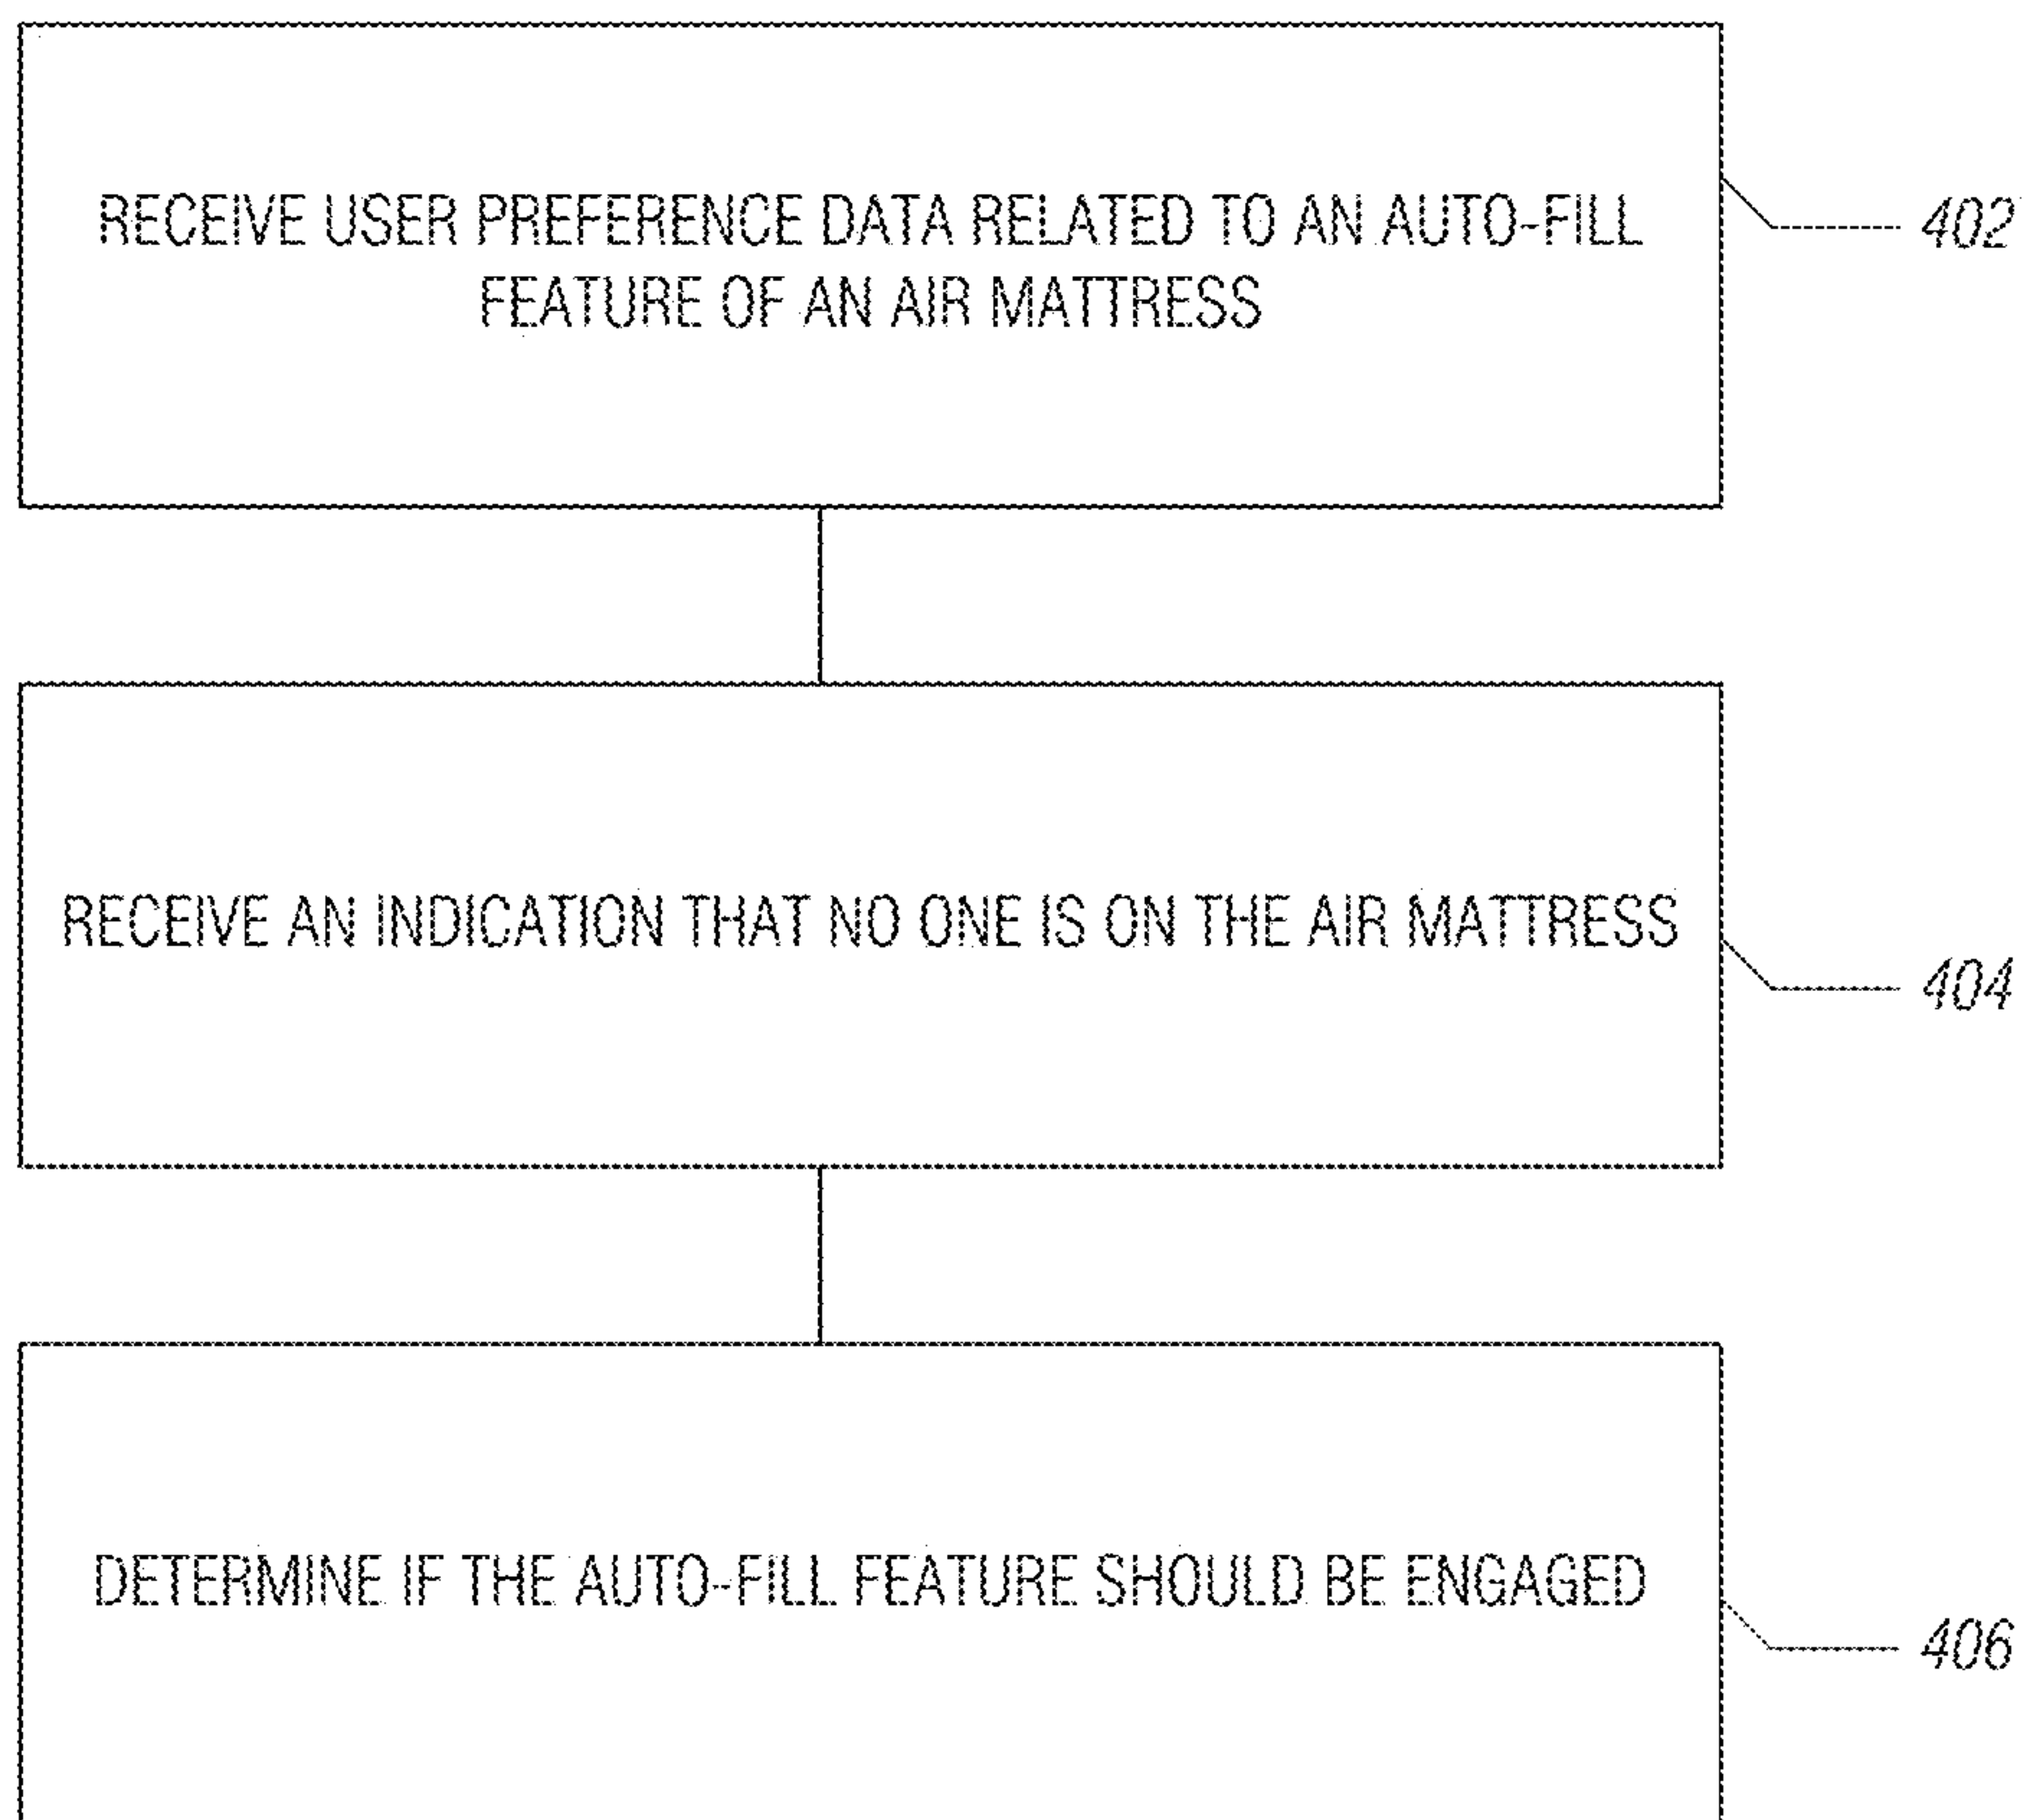 RECEIVE USER PREFERENCE DATA RELATED TO AN AUTO-FILL
FEATURE OF AN AIR MATTRESS
402
RECEIVE AN INDICATION THAT NO ONE IS ON THE AIR MATTRESS
404
DETERMINE IF THE AUTO-FILL FEATURE SHOULD BE ENGAGED
406